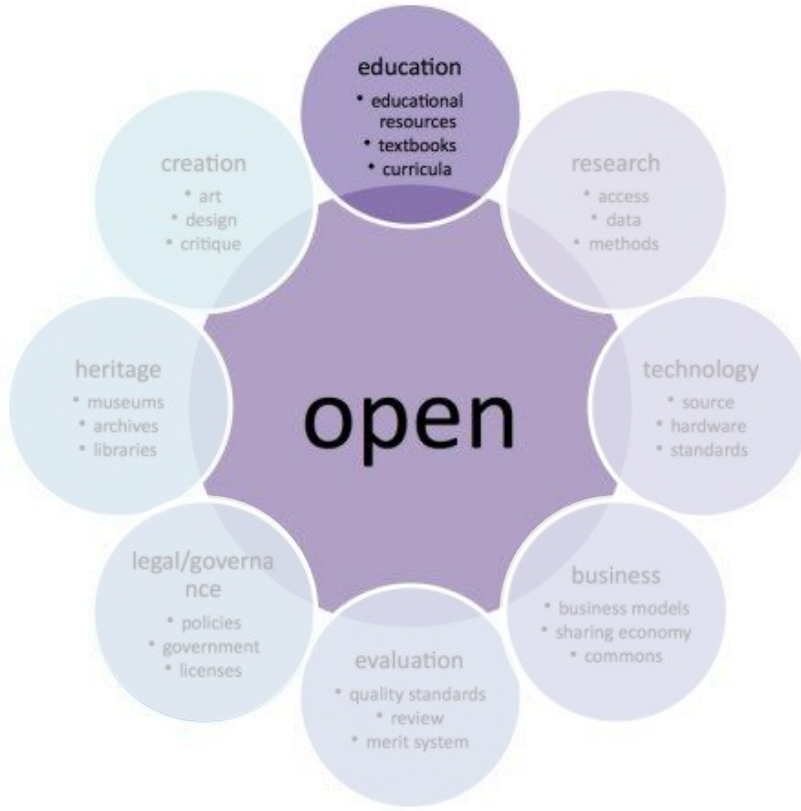 education
• educational
resources
• textbooks
• curricula
research
• access
• data
• methods
technology
• source
• hardware
• standards
business
• business models
• sharing economy
• commons
evaluation
• quality standards
• review
• merit system
legal/governa
nce
• policies
• government
• licenses
heritage
• museums
• archives
• libraries
creation
• art
• design
• critique
open